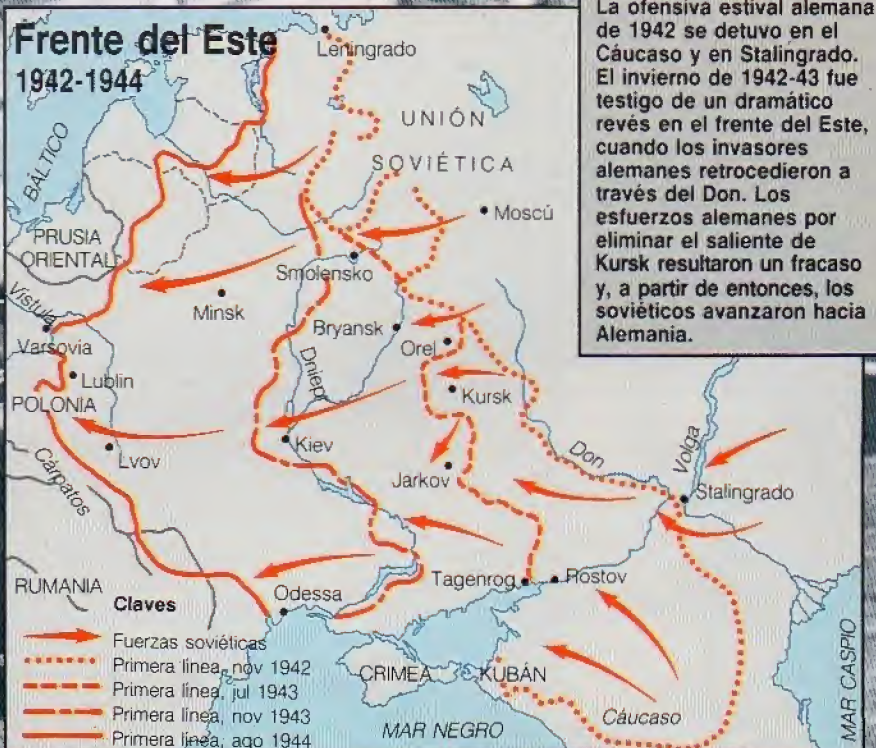 Frente del Este
1942-1944
La ofensiva estival alemana
de 1942 se detuvo en el
Cáucaso y en Stalingrado.
El invierno de 1942-43 fue
testigo de un dramático
revés en el frente del Este,
cuando los invasores
alemanes retrocedieron a
través del Don. Los
esfuerzos alemanes por
eliminar el saliente de
Kursk resultaron un fracaso
y, a partir de entonces, los
soviéticos avanzaron hacia
Alemania.
Leningrado
UNIÓN
SOVIÉTICA
BÁLTICO
Moscú
PRUSIA
ORIENTAL
Smolensko
Vístula
Minsk
Bryansk
Varsovia
Orel
Dniepr
Lublin
Kursk
POLONIA
Kiev
Don
Volga
Lvov
Jarkov
Stalingrado
Cárpatos
Tagenrog
Rostov
RUMANIA
Odessa
Claves
Fuerzas soviéticas
Primera línea, nov 1942
Primera línea, jul 1943
Primera línea, nov 1943
Primera línea, ago 1944
CRIMEA
KUBÁN
Cáucaso
MAR NEGRO
MAR CASPIO